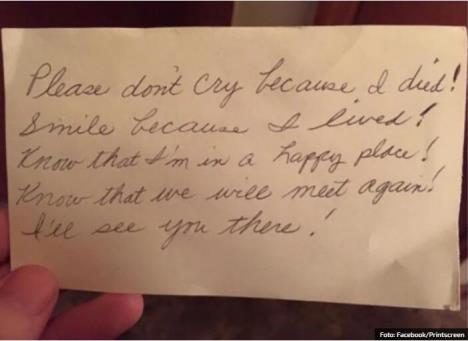 Please don't cry because I died!
Smile because I lived!
Know that I'm in a happy place!
Know that we will meet again!
I'll see you there!
Foto: Facebook/Printscreen